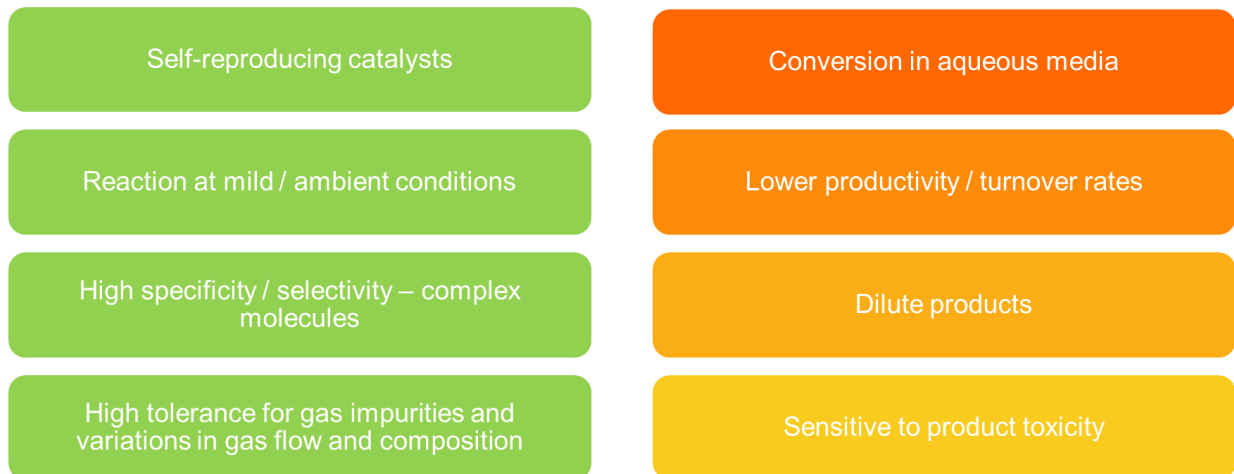 Self-reproducing catalysts
Reaction at mild / ambient conditions
High specificity / selectivity – complex
molecules
High tolerance for gas impurities and
variations in gas flow and composition
Conversion in aqueous media
Lower productivity / turnover rates
Dilute products
Sensitive to product toxicity